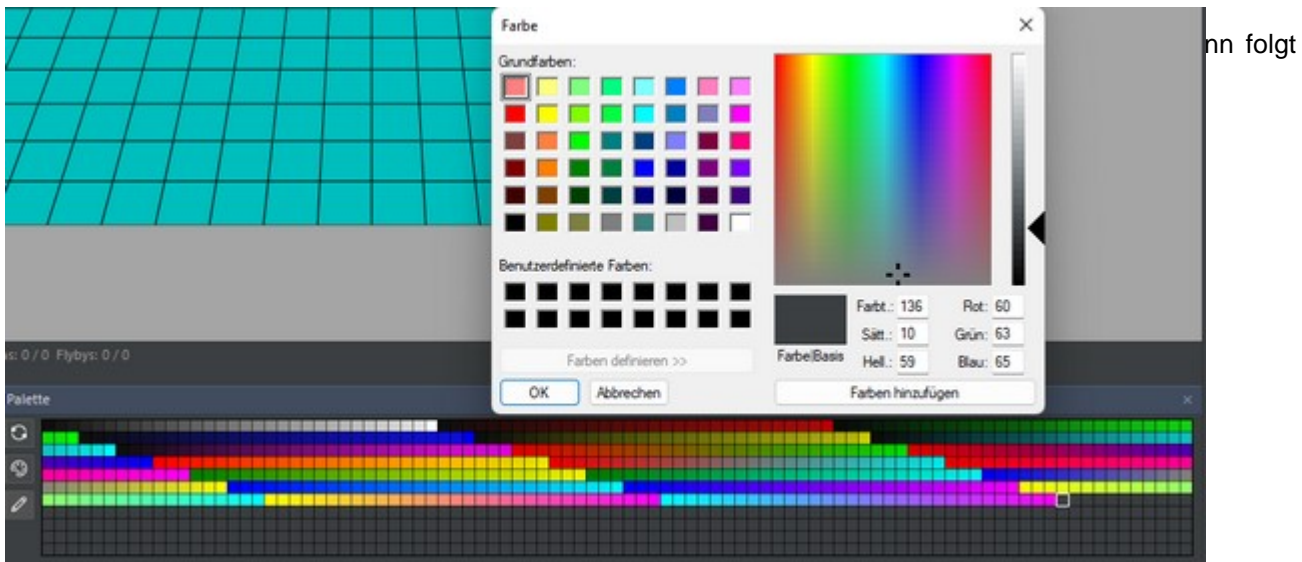 Farbe
nn folgt
Grundfarben:
Benutzerdefinierte Farben:
Farbt.: 136 Rot: 60
Sätt.: 10 Grün: 63
Farbe|Basis Hell.: 59 Blau: 65
Farben definieren >>
OK Abbrechen Farben hinzufügen
s: 0 / 0 Flybys: 0 / 0
Palette